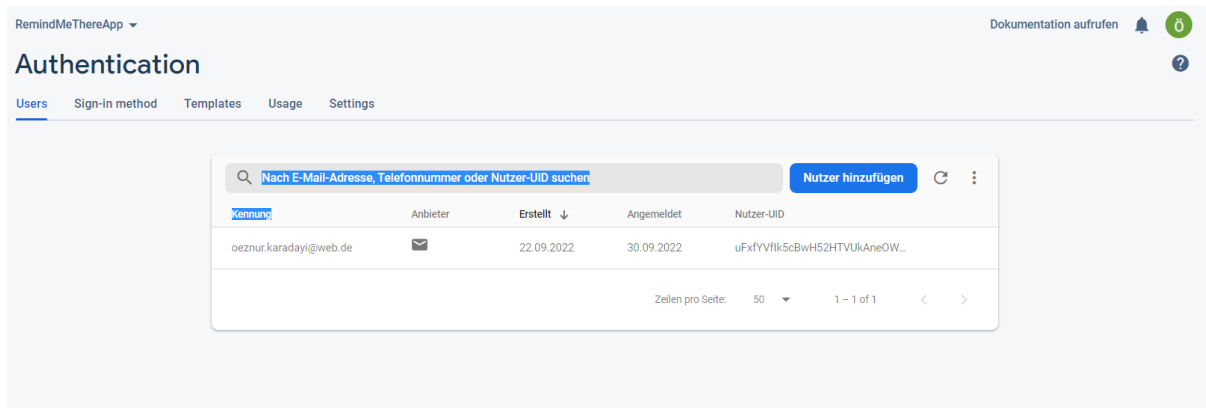 RemindMeThereApp
Dokumentation aufrufen
Ö
Authentication
Users Sign-in method Templates Usage Settings
Nach E-Mail-Adresse, Telefonnummer oder Nutzer-UID suchen
Nutzer hinzufügen
Kennung Anbieter Erstellt Angemeldet Nutzer-UID
oeznur.karadayi@web.de 22.09.2022 30.09.2022 uFxfYVflk5cBwH52HTVUkAneOW...
Zeilen pro Seite: 50 1 – 1 of 1